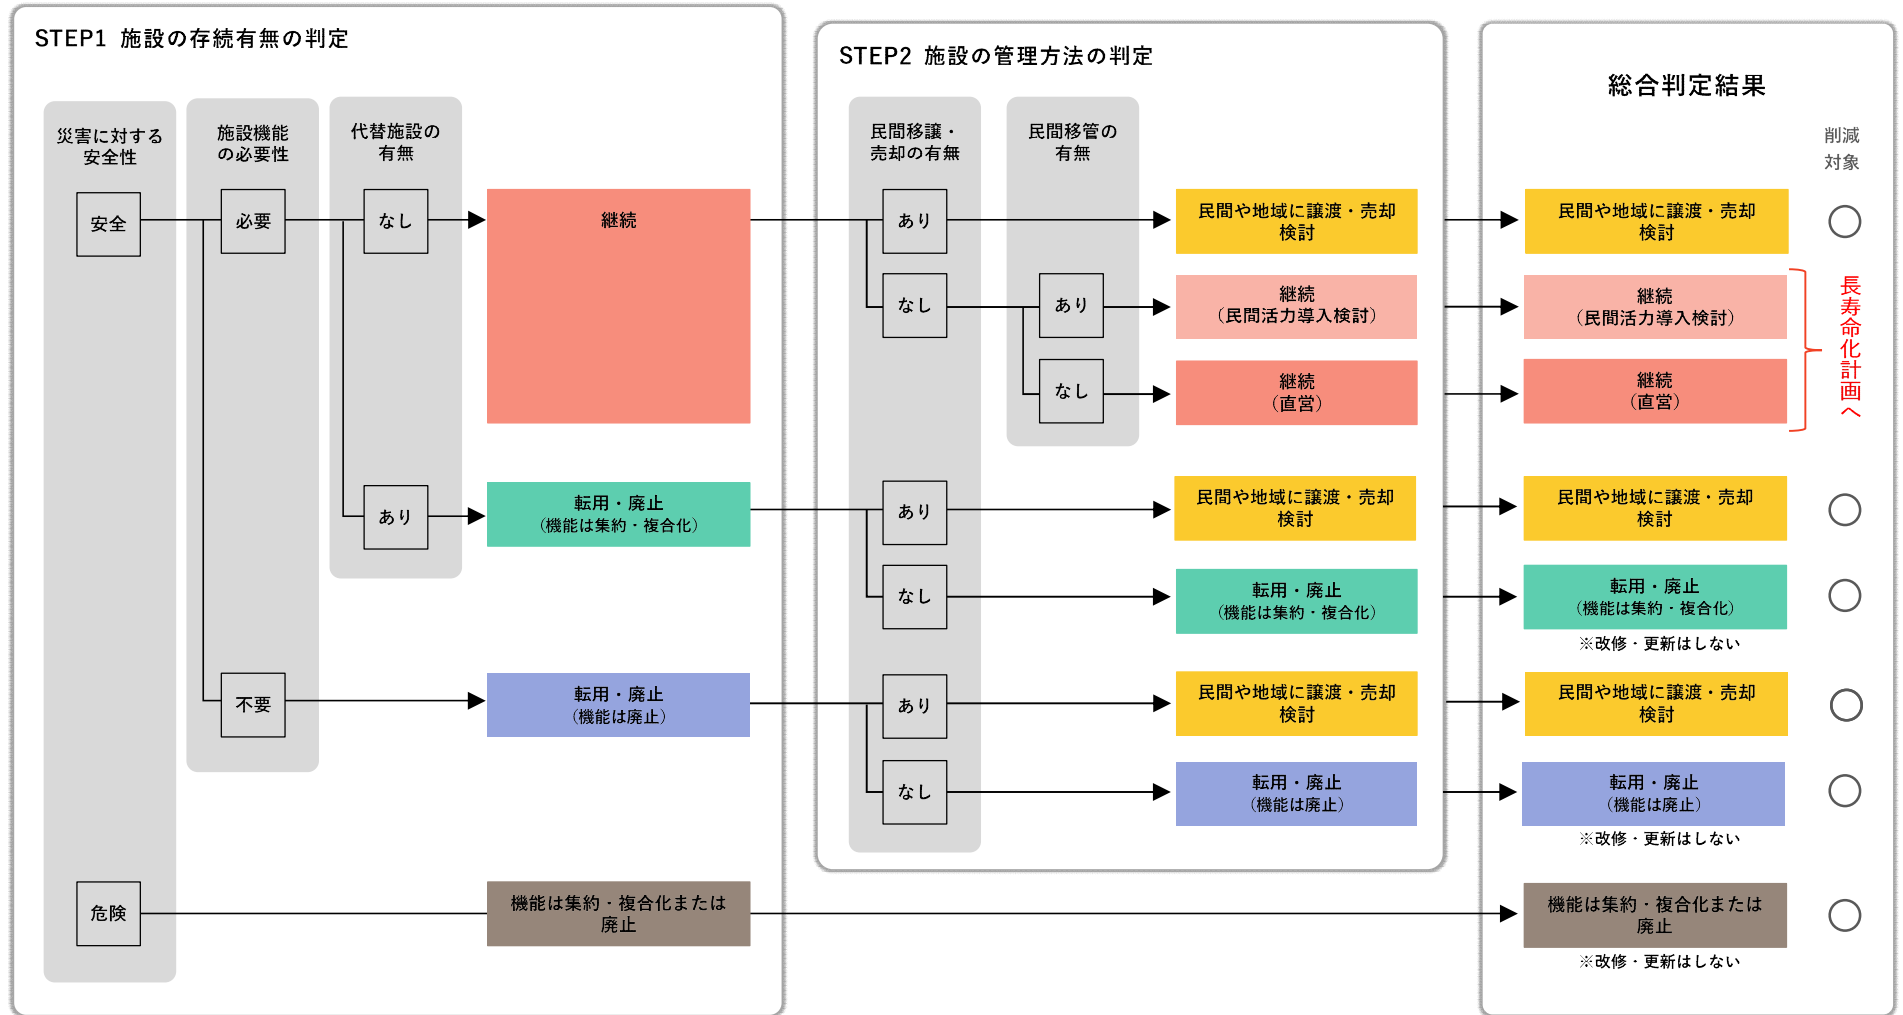 STEP1 施設の存続有無の判定
災害に対する
安全性
施設機能
の必要性
代替施設の
有無
安全
必要
なし
継続
あり
転用・廃止
(機能は集約・複合化)
不要
転用・廃止
(機能は廃止)
危険
機能は集約・複合化または
廃止
STEP2 施設の管理方法の判定
民間移譲・
売却の有無
民間移管の
有無
あり
民間や地域に譲渡・売却
検討
なし
あり
継続
(民間活力導入検討)
なし
継続
(直営)
あり
民間や地域に譲渡・売却
検討
なし
転用・廃止
(機能は集約・複合化)
あり
民間や地域に譲渡・売却
検討
なし
転用・廃止
(機能は廃止)
総合判定結果
削減
対象
民間や地域に譲渡・売却
検討
継続
(民間活力導入検討)
継続
(直営)
長寿命化計画へ
民間や地域に譲渡・売却
検討
転用・廃止
(機能は集約・複合化)
※改修・更新はしない
民間や地域に譲渡・売却
検討
転用・廃止
(機能は廃止)
※改修・更新はしない
機能は集約・複合化または
廃止
※改修・更新はしない